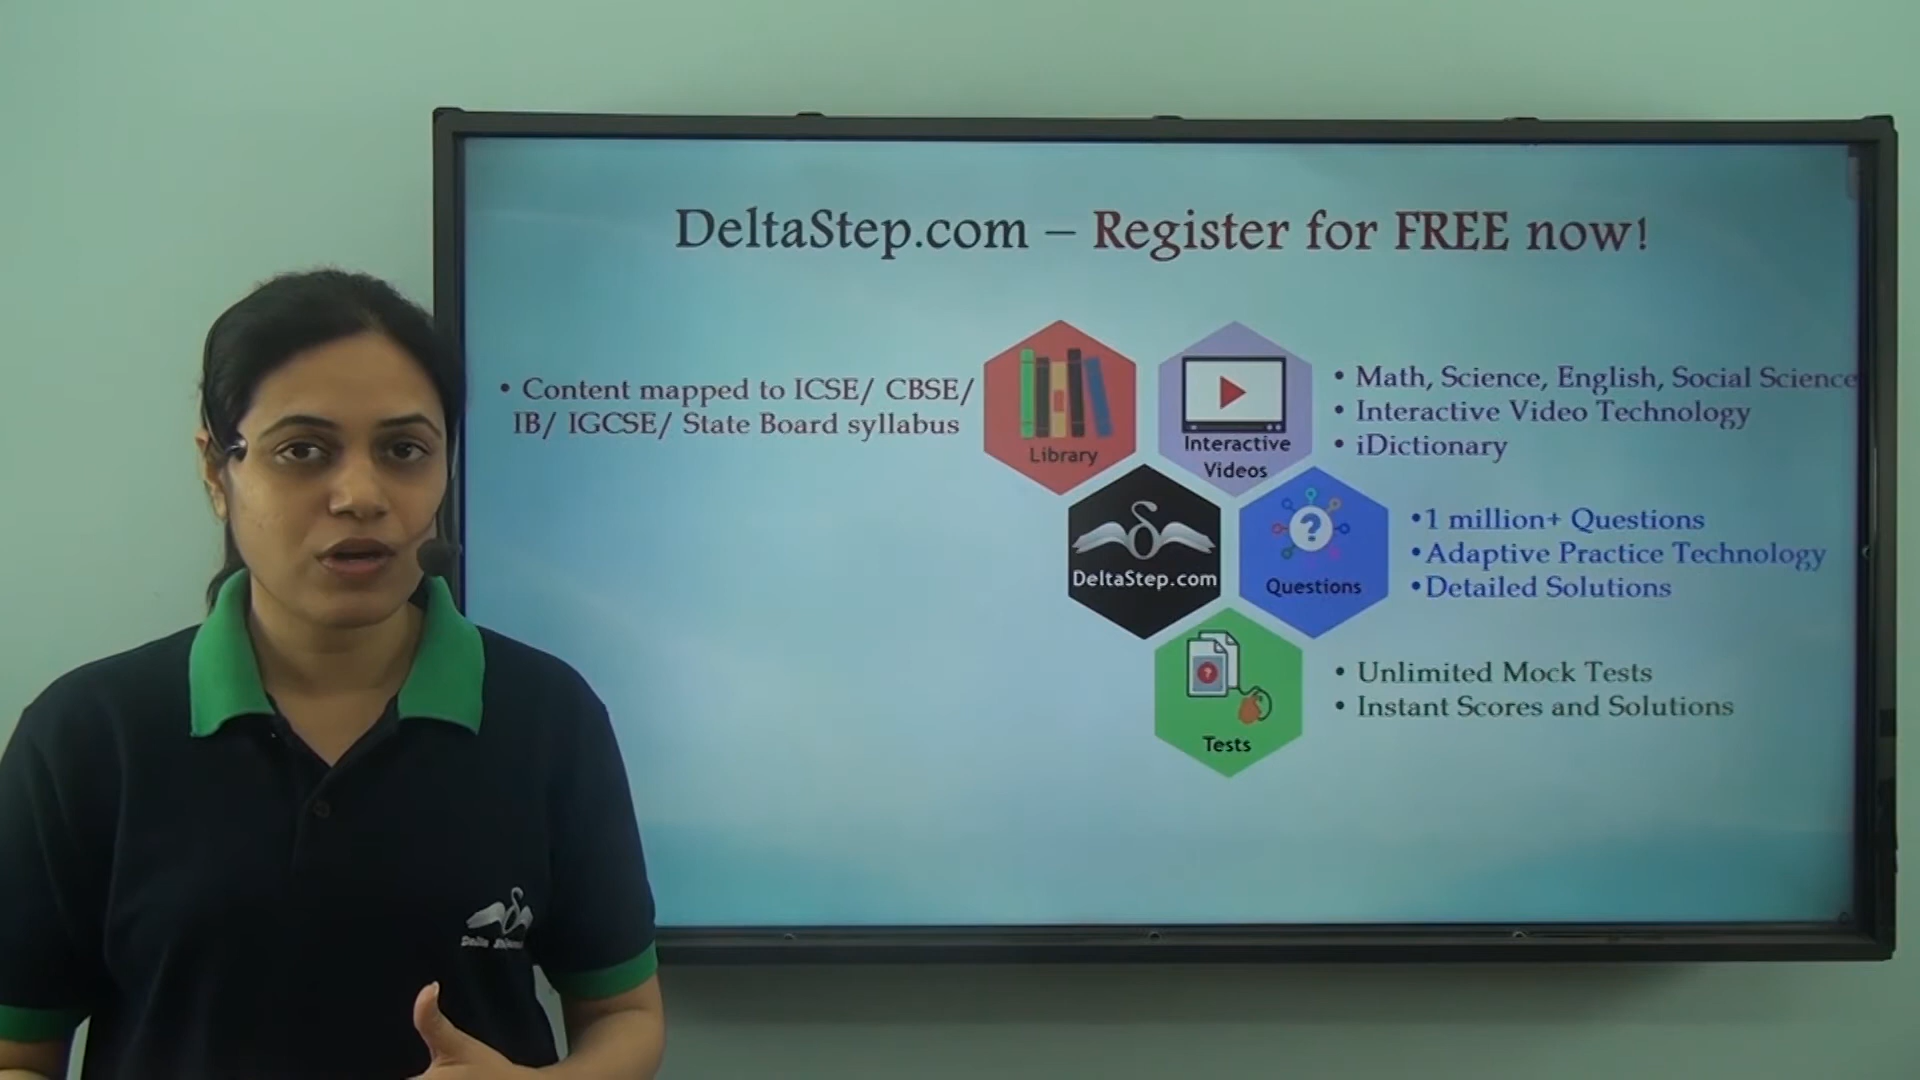 DeltaStep.com – Register for FREE now!
• Content mapped to ICSE/ CBSE/
IB/ IGCSE/ State Board syllabus
Library
Interactive
Videos
• Math, Science, English, Social Science
• Interactive Video Technology
• iDictionary
DeltaStep.com
Questions
•1 million+ Questions
•Adaptive Practice Technology
•Detailed Solutions
Tests
• Unlimited Mock Tests
• Instant Scores and Solutions
Delta